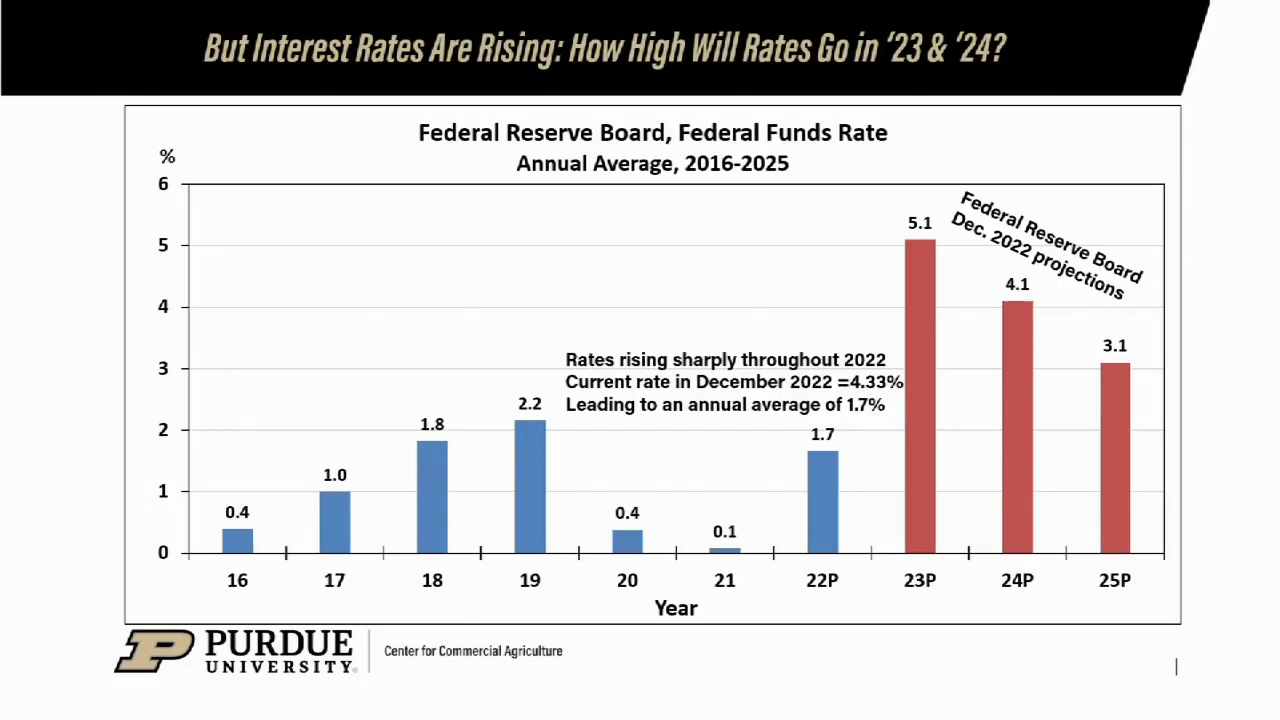 But Interest Rates Are Rising: How High Will Rates Go in ‘23 & ‘24?
Federal Reserve Board, Federal Funds Rate
Annual Average, 2016-2025
%
6
5
4
3
2
1
0
0.4
1.0
1.8
2.2
0.4
0.1
1.7
5.1
4.1
3.1
Federal Reserve Board
Dec. 2022 projections
Rates rising sharply throughout 2022
Current rate in December 2022 =4.33%
Leading to an annual average of 1.7%
16 17 18 19 20 21 22P 23P 24P 25P
Year
PURDUE
UNIVERSITY®
Center for Commercial Agriculture